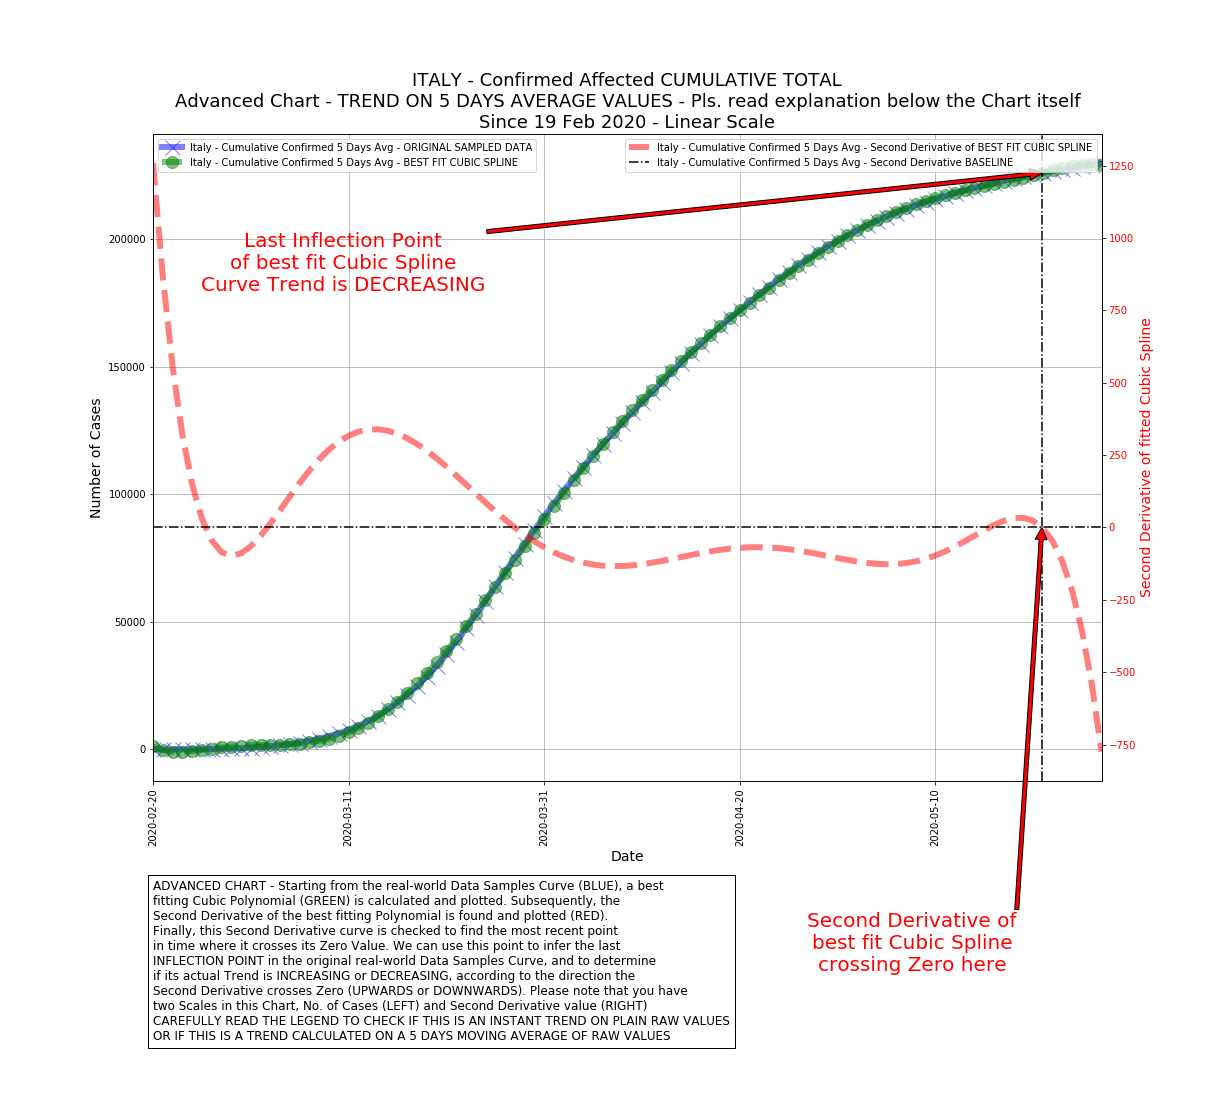 ITALY - Confirmed Affected CUMULATIVE TOTAL
Advanced Chart - TREND ON 5 DAYS AVERAGE VALUES - Pls. read explanation below the Chart itself
Since 19 Feb 2020 - Linear Scale
Italy - Cumulative Confirmed 5 Days Avg - ORIGINAL SAMPLED DATA
Italy - Cumulative Confirmed 5 Days Avg - BEST FIT CUBIC SPLINE
Italy - Cumulative Confirmed 5 Days Avg - Second Derivative of BEST FIT CUBIC SPLINE
Italy - Cumulative Confirmed 5 Days Avg - Second Derivative BASELINE
Last Inflection Point
of best fit Cubic Spline
Curve Trend is DECREASING
Number of Cases
200000
150000
100000
50000
0
1250
1000
750
500
250
0
−250
−500
−750
Second Derivative of fitted Cubic Spline
2020-02-20
2020-03-11
2020-03-31
2020-04-20
2020-05-10
Date
ADVANCED CHART - Starting from the real-world Data Samples Curve (BLUE), a best
fitting Cubic Polynomial (GREEN) is calculated and plotted. Subsequently, the
Second Derivative of the best fitting Polynomial is found and plotted (RED).
Finally, this Second Derivative curve is checked to find the most recent point
in time where it crosses its Zero Value. We can use this point to infer the last
INFLECTION POINT in the original real-world Data Samples Curve, and to determine
if its actual Trend is INCREASING or DECREASING, according to the direction the
Second Derivative crosses Zero (UPWARDS or DOWNWARDS). Please note that you have
two Scales in this Chart, No. of Cases (LEFT) and Second Derivative value (RIGHT)
CAREFULLY READ THE LEGEND TO CHECK IF THIS IS AN INSTANT TREND ON PLAIN RAW VALUES
OR IF THIS IS A TREND CALCULATED ON A 5 DAYS MOVING AVERAGE OF RAW VALUES
Second Derivative of
best fit Cubic Spline
crossing Zero here